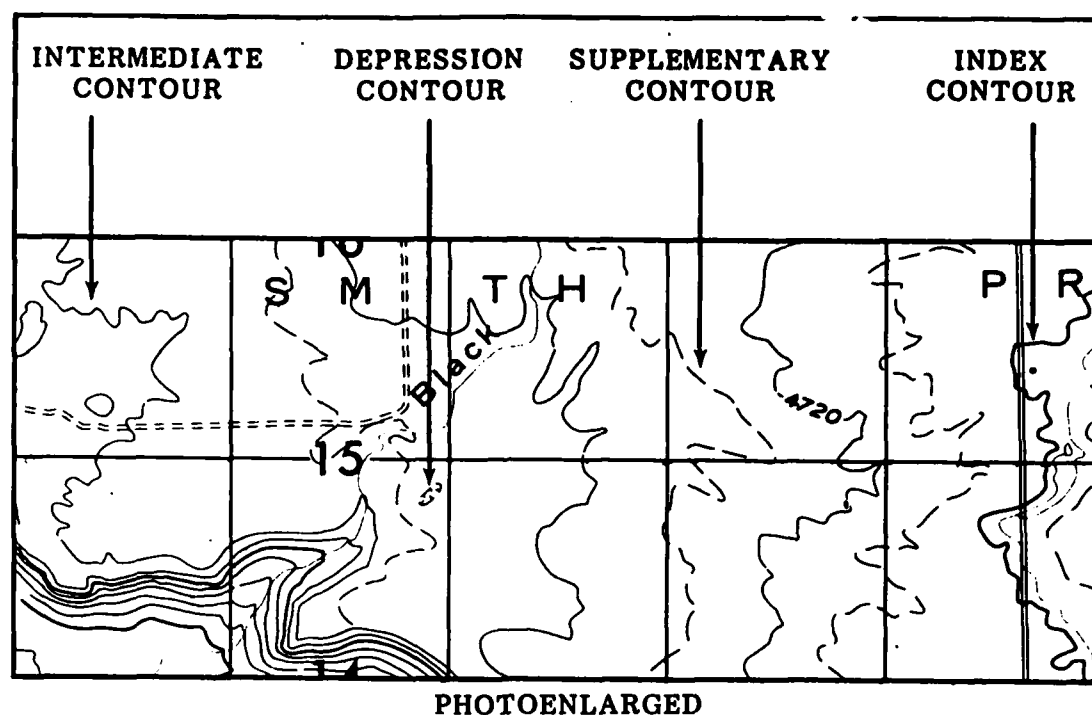 INTERMEDIATE CONTOUR
DEPRESSION CONTOUR
SUPPLEMENTARY CONTOUR
INDEX CONTOUR
S M T H P R
Black
4720
15
PHOTOENLARGED